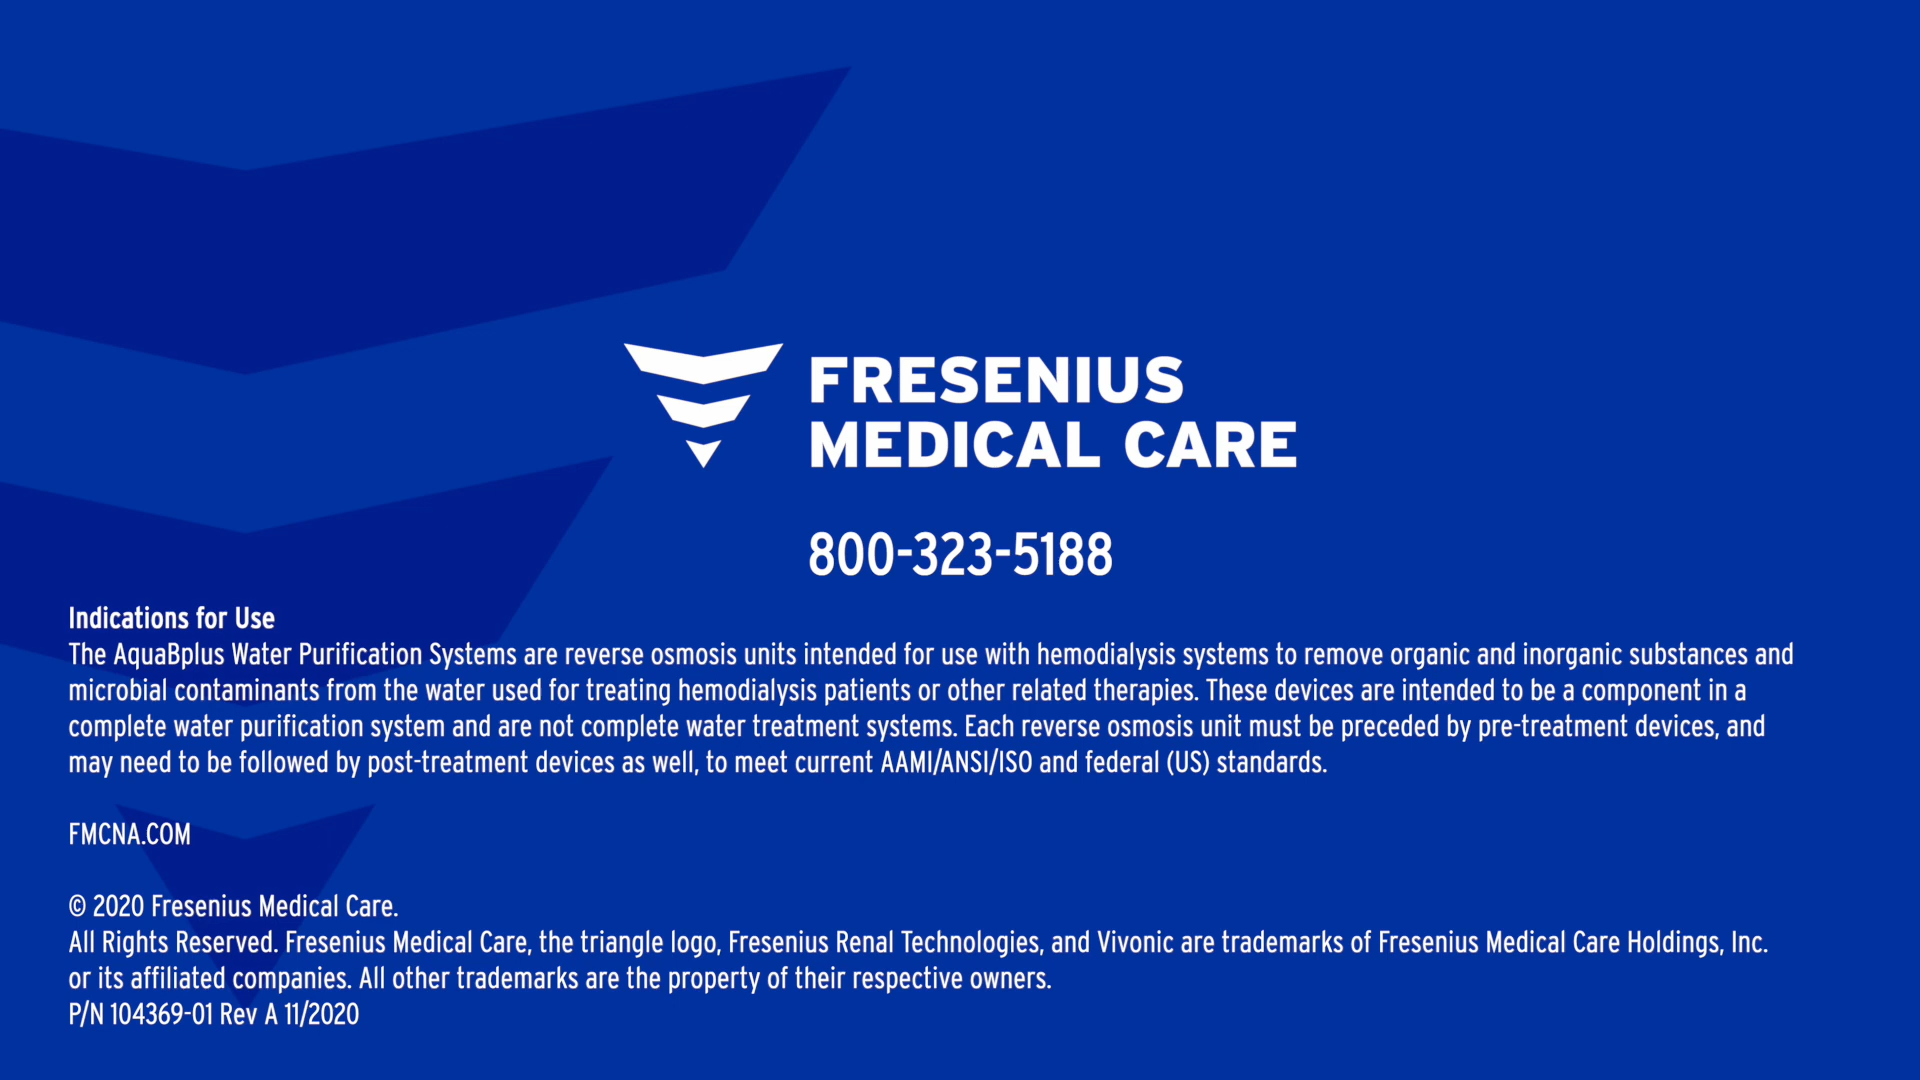 FRESENIUS
MEDICAL CARE
800-323-5188
Indications for Use
The AquaBplus Water Purification Systems are reverse osmosis units intended for use with hemodialysis systems to remove organic and inorganic substances and
microbial contaminants from the water used for treating hemodialysis patients or other related therapies. These devices are intended to be a component in a
complete water purification system and are not complete water treatment systems. Each reverse osmosis unit must be preceded by pre-treatment devices, and
may need to be followed by post-treatment devices as well, to meet current AAMI/ANSI/ISO and federal (US) standards.
FMCNA.COM
© 2020 Fresenius Medical Care.
All Rights Reserved. Fresenius Medical Care, the triangle logo, Fresenius Renal Technologies, and Vivonic are trademarks of Fresenius Medical Care Holdings, Inc.
or its affiliated companies. All other trademarks are the property of their respective owners.
P/N 104369-01 Rev A 11/2020